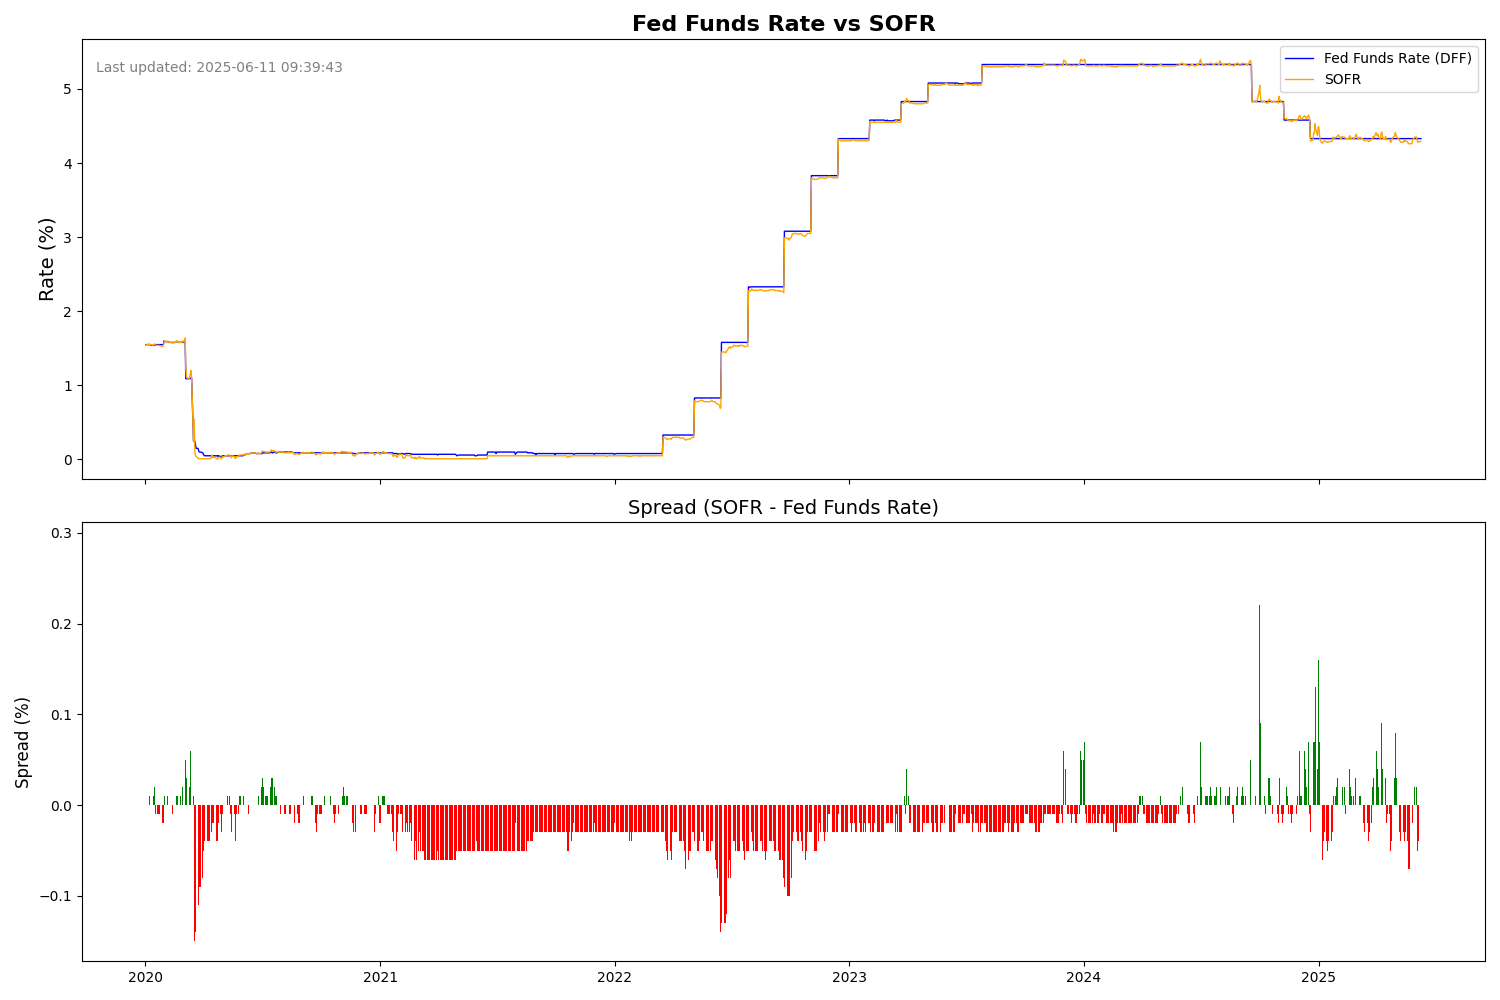 Fed Funds Rate vs SOFR
Last updated: 2025-06-11 09:39:43
Fed Funds Rate (DFF)
SOFR
Rate (%)
5
4
3
2
1
0
Spread (SOFR - Fed Funds Rate)
Spread (%)
0.3
0.2
0.1
0.0
−0.1
2020 2021 2022 2023 2024 2025